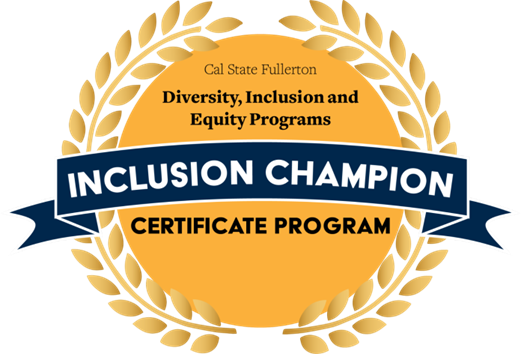 Cal State Fullerton
Diversity, Inclusion and
Equity Programs
INCLUSION CHAMPION
CERTIFICATE PROGRAM